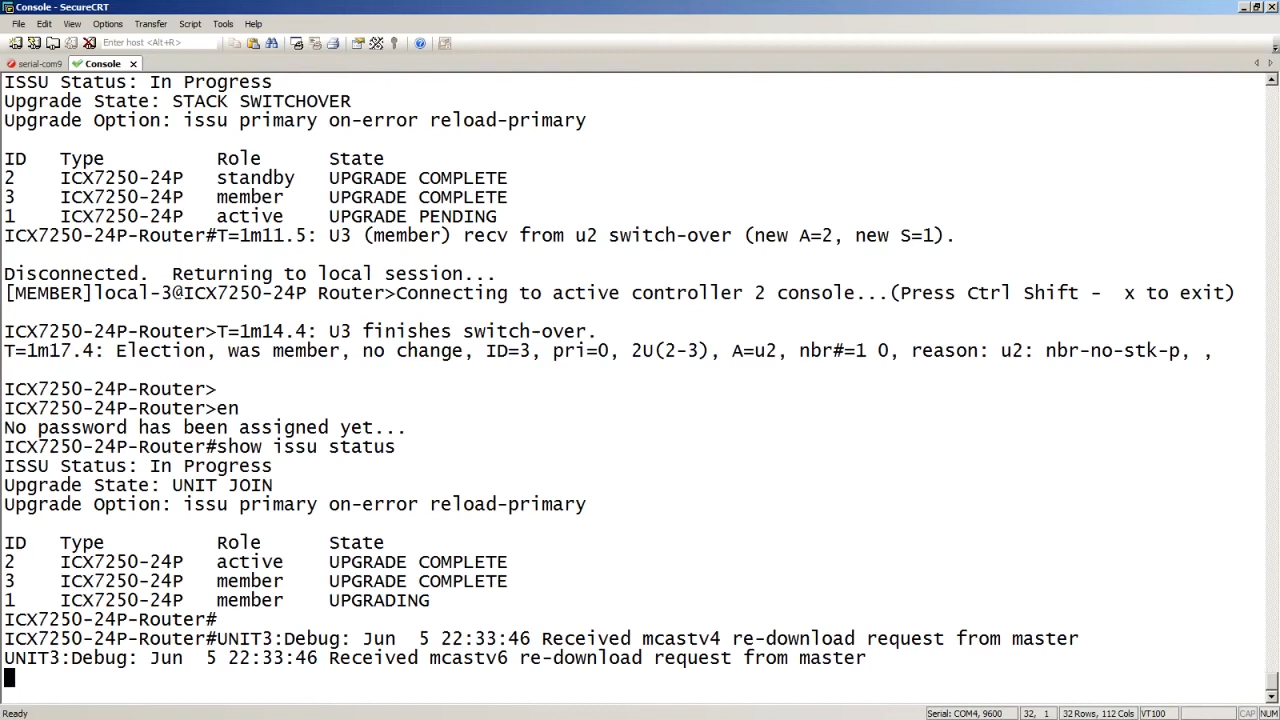 Console - SecureCRT
File Edit View Options Transfer Script Tools Help
Enter host <Alt+R>
serial-com9 Console
ISSU Status: In Progress
Upgrade State: STACK SWITCHOVER
Upgrade Option: issu primary on-error reload-primary
ID Type Role State
2 ICX7250-24P standby UPGRADE COMPLETE
3 ICX7250-24P member UPGRADE COMPLETE
1 ICX7250-24P active UPGRADE PENDING
ICX7250-24P-Router#T=1m11.5: U3 (member) recv from u2 switch-over (new A=2, new S=1).
Disconnected. Returning to local session...
[MEMBER]local-3@ICX7250-24P Router>Connecting to active controller 2 console...(Press Ctrl Shift - x to exit)
ICX7250-24P-Router>T=1m14.4: U3 finishes switch-over.
T=1m17.4: Election, was member, no change, ID=3, pri=0, 2U(2-3), A=u2, nbr#=1 0, reason: u2: nbr-no-stk-p, ,
ICX7250-24P-Router>
ICX7250-24P-Router>en
No password has been assigned yet...
ICX7250-24P-Router#show issu status
ISSU Status: In Progress
Upgrade State: UNIT JOIN
Upgrade Option: issu primary on-error reload-primary
ID Type Role State
2 ICX7250-24P active UPGRADE COMPLETE
3 ICX7250-24P member UPGRADE COMPLETE
1 ICX7250-24P member UPGRADING
ICX7250-24P-Router#
ICX7250-24P-Router#UNIT3:Debug: Jun 5 22:33:46 Received mcastv4 re-download request from master
UNIT3:Debug: Jun 5 22:33:46 Received mcastv6 re-download request from master
Ready Serial: COM4, 9600 32, 1 32 Rows, 112 Cols VT100 CAP NUM